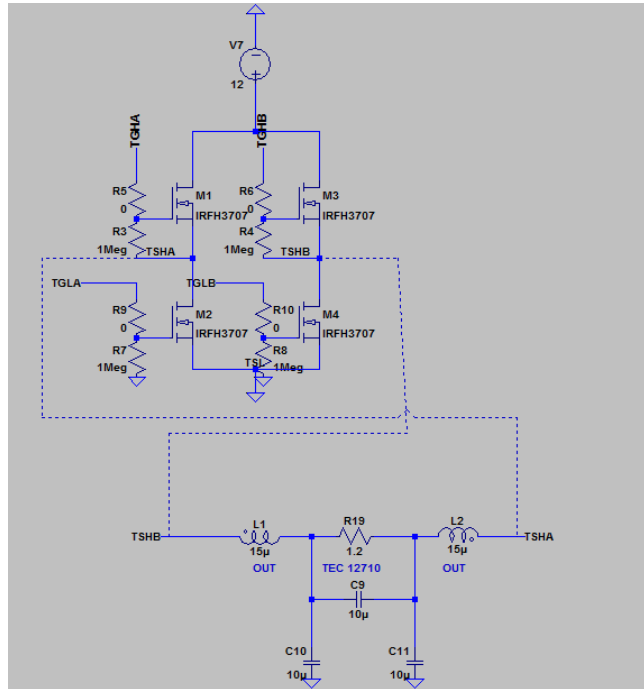 V7
12
TGHA
TGHB
R5
0
M1
IRFH3707
R6
0
M3
IRFH3707
R3
1Meg
TSHA
R4
1Meg
TSHB
TGLA
TGLB
R9
0
M2
IRFH3707
R10
0
M4
IRFH3707
R7
1Meg
TSL
R8
1Meg
TSHB
L1
15µ
OUT
R19
1.2
TEC 12710
L2
15µ
OUT
TSHA
C9
10µ
C10
10µ
C11
10µ